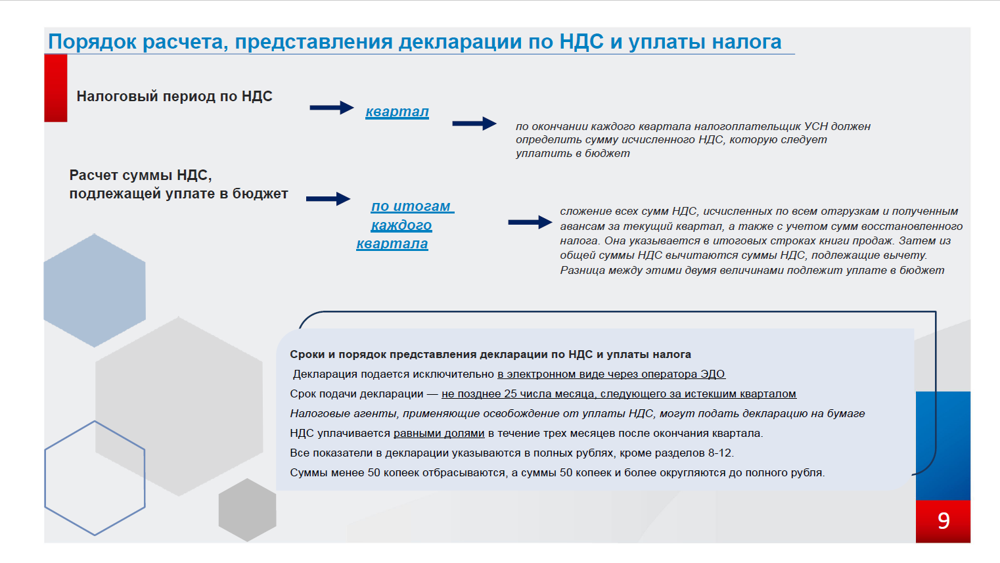 Порядок расчета, представления декларации по НДС и уплаты налога
Налоговый период по НДС
квартал
по окончании каждого квартала налогоплательщик УСН должен
определить сумму исчисленного НДС, которую следует
уплатить в бюджет
Расчет суммы НДС,
подлежащей уплате в бюджет
по итогам
каждого
квартала
сложение всех сумм НДС, исчисленных по всем отгрузкам и полученным
авансам за текущий квартал, а также с учетом сумм восстановленного
налога. Она указывается в итоговых строках книги продаж. Затем из
общей суммы НДС вычитаются суммы НДС, подлежащие вычету.
Разница между этими двумя величинами подлежит уплате в бюджет
Сроки и порядок представления декларации по НДС и уплаты налога
Декларация подается исключительно в электронном виде через оператора ЭДО
Срок подачи декларации — не позднее 25 числа месяца, следующего за истекшим кварталом
Налоговые агенты, применяющие освобождение от уплаты НДС, могут подать декларацию на бумаге
НДС уплачивается равными долями в течение трех месяцев после окончания квартала.
Все показатели в декларации указываются в полных рублях, кроме разделов 8-12.
Суммы менее 50 копеек отбрасываются, а суммы 50 копеек и более округляются до полного рубля.
9